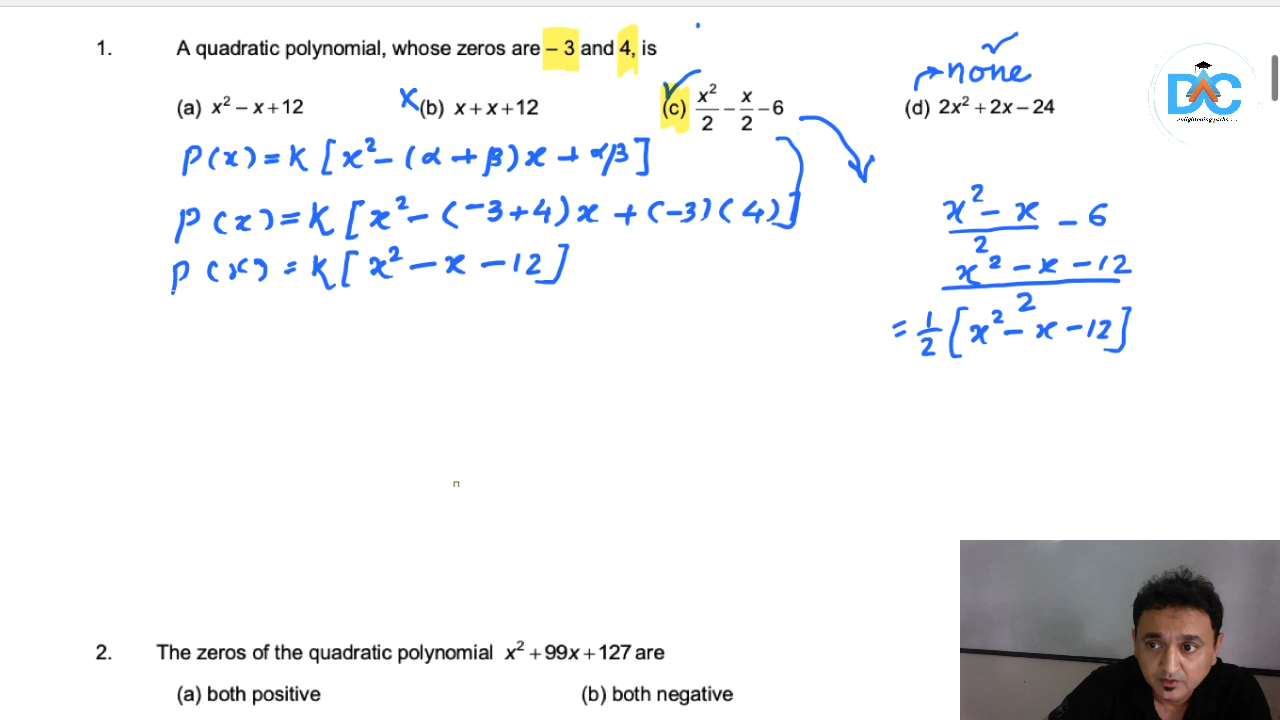 1. A quadratic polynomial, whose zeros are – 3 and 4, is
none
(a) x² – x + 12 x (b) x + x + 12 (c) x²/2 – x/2 – 6 (d) 2x² + 2x – 24
DAC
P(x) = K [x² – (α + β)x + αβ]
P(x) = K [x² – (–3+4)x + (–3)(4)]
P(x) = K [x² – x – 12]
x² – x/2 – 6
x² – x – 12/2
= 1/2 [x² – x – 12]
2. The zeros of the quadratic polynomial x² + 99x + 127 are
(a) both positive (b) both negative